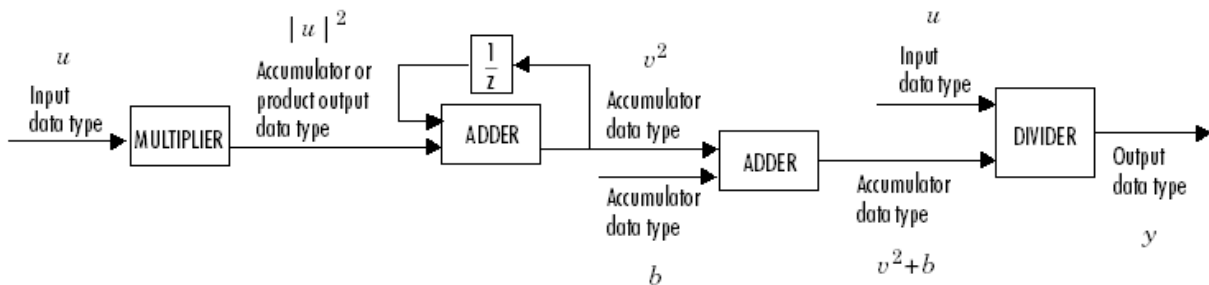 u
Input
data type
MULTIPLIER
|u|²
Accumulator or
product output
data type
1
z
ADDER
v²
Accumulator
data type
Accumulator
data type
b
ADDER
Accumulator
data type
v²+b
u
Input
data type
DIVIDER
Output
data type
y